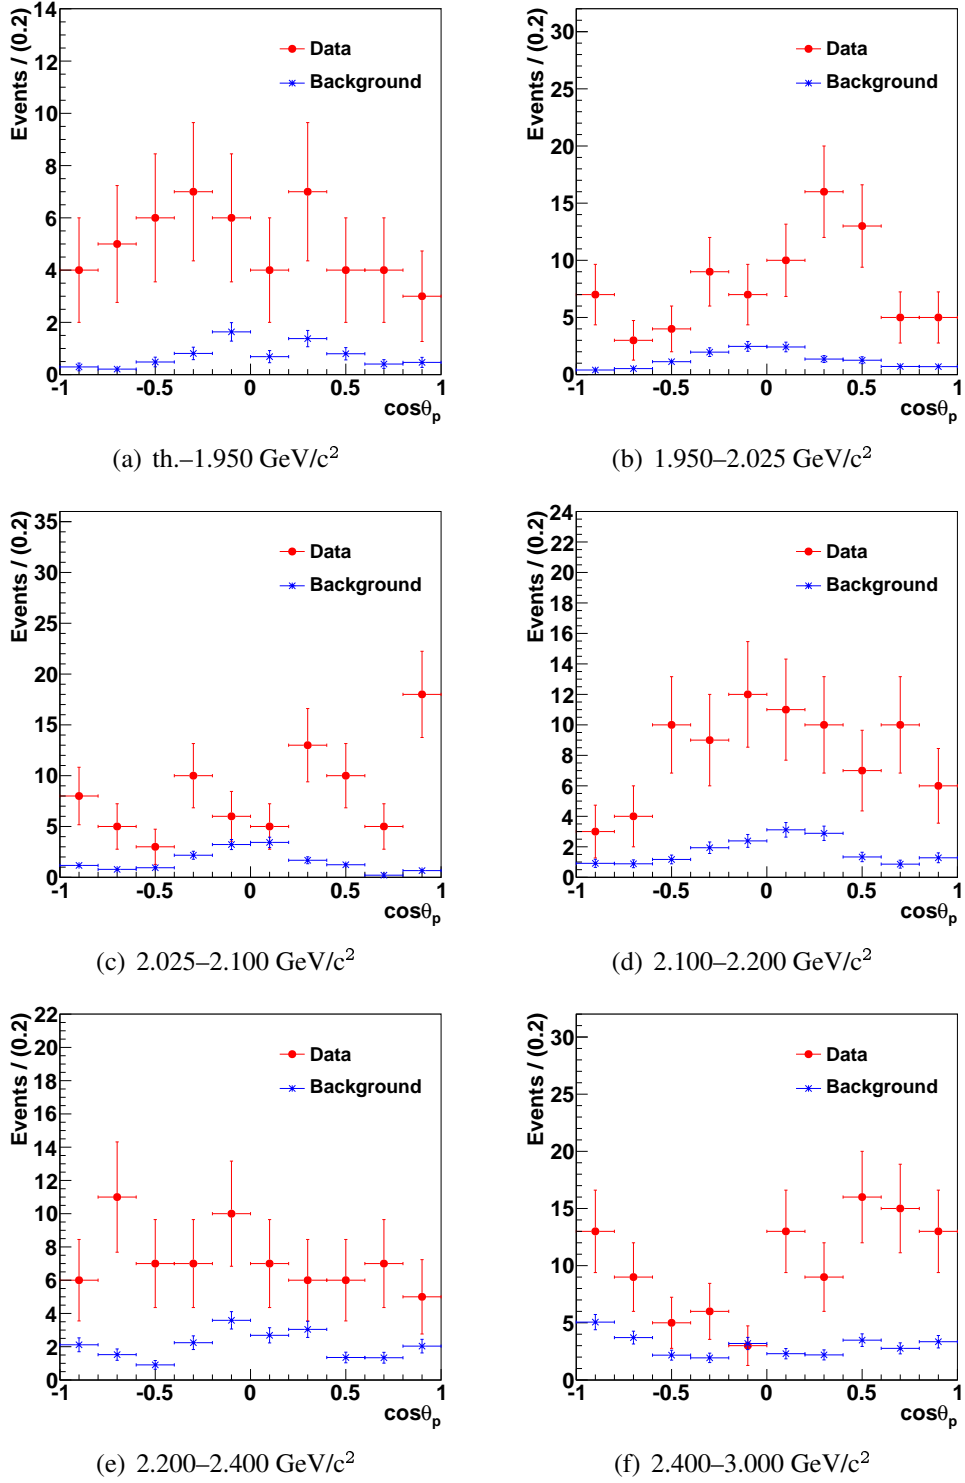 Events / (0.2)
14
12
10
8
6
4
2
0
Data
Background
-1 -0.5 0 0.5 1
cosθp
(a) th.–1.950 GeV/c²
Events / (0.2)
30
25
20
15
10
5
0
Data
Background
-1 -0.5 0 0.5 1
cosθp
(b) 1.950–2.025 GeV/c²
Events / (0.2)
35
30
25
20
15
10
5
0
Data
Background
-1 -0.5 0 0.5 1
cosθp
(c) 2.025–2.100 GeV/c²
Events / (0.2)
24
22
20
18
16
14
12
10
8
6
4
2
0
Data
Background
-1 -0.5 0 0.5 1
cosθp
(d) 2.100–2.200 GeV/c²
Events / (0.2)
22
20
18
16
14
12
10
8
6
4
2
0
Data
Background
-1 -0.5 0 0.5 1
cosθp
(e) 2.200–2.400 GeV/c²
Events / (0.2)
30
25
20
15
10
5
0
Data
Background
-1 -0.5 0 0.5 1
cosθp
(f) 2.400–3.000 GeV/c²